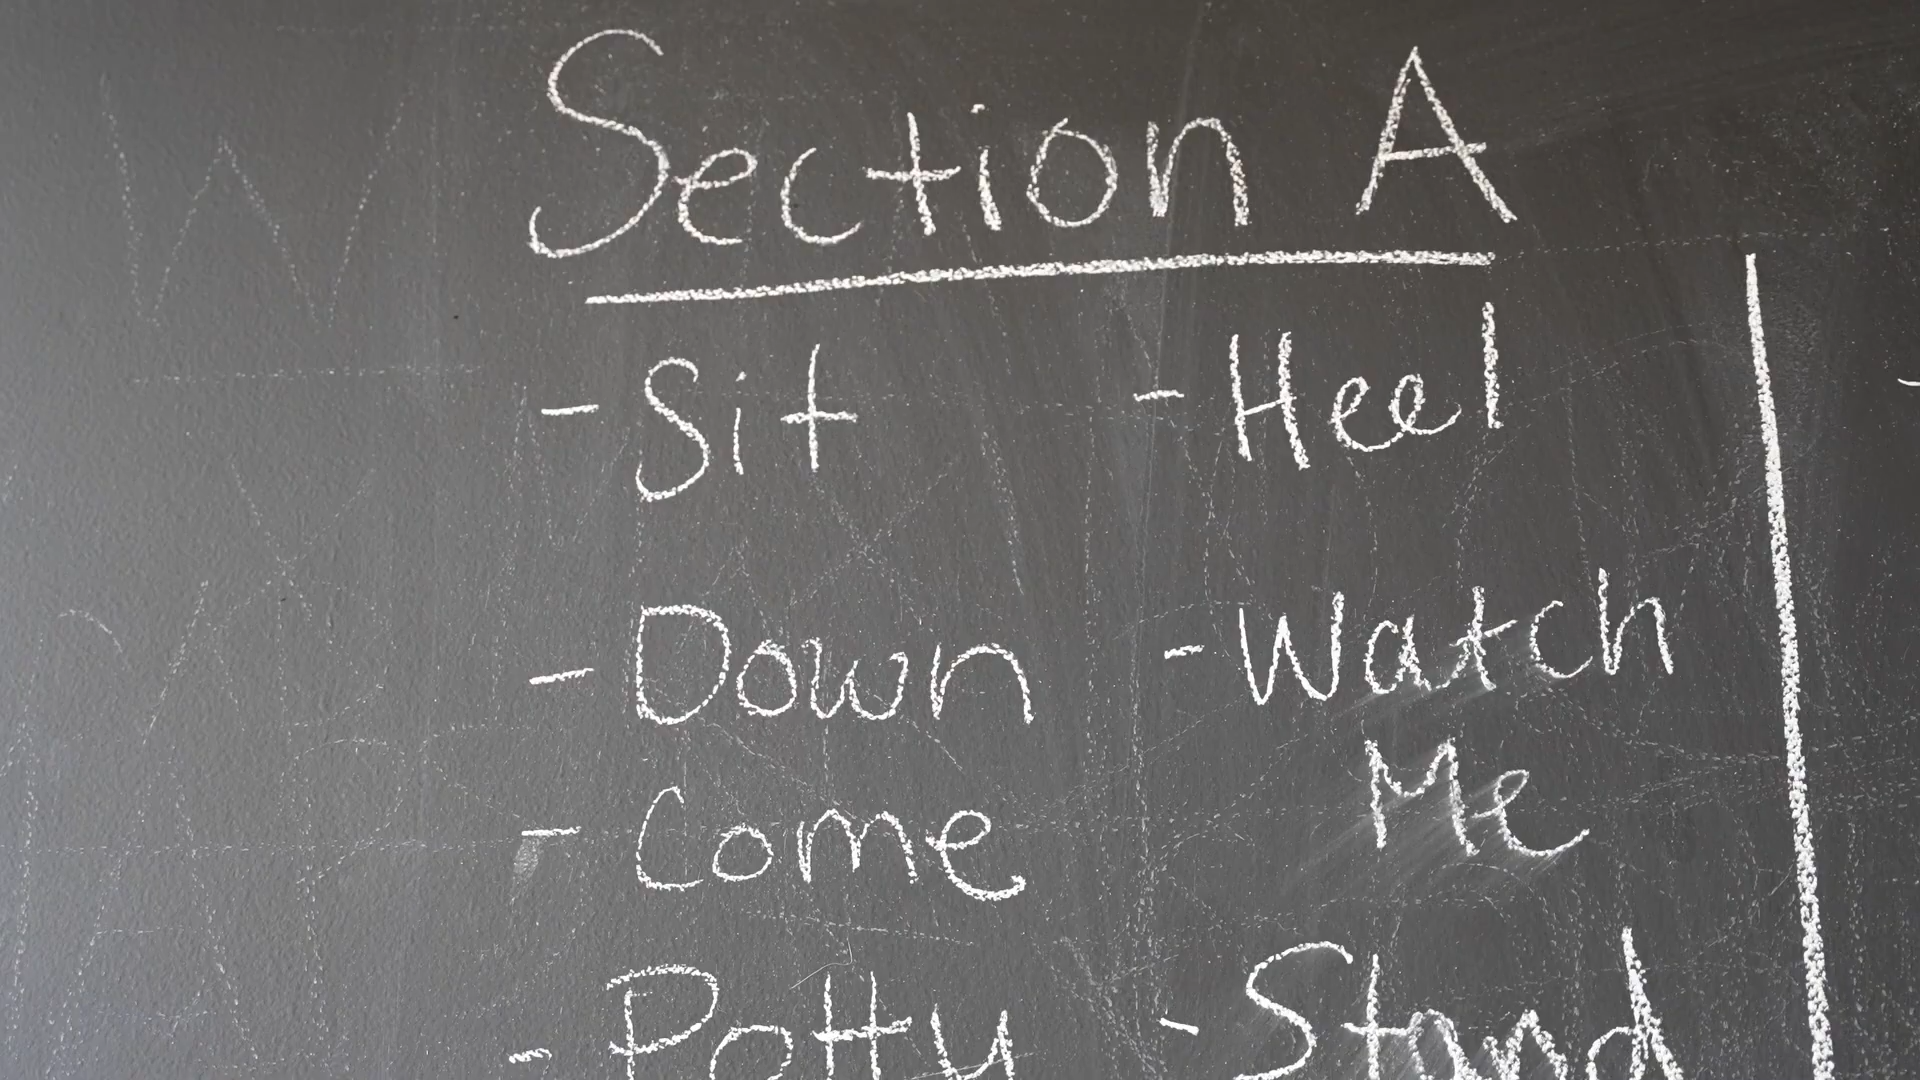 Section A
- Sit
- Down
- Come
- Potty
- Heel
- Watch
Me
- Stand